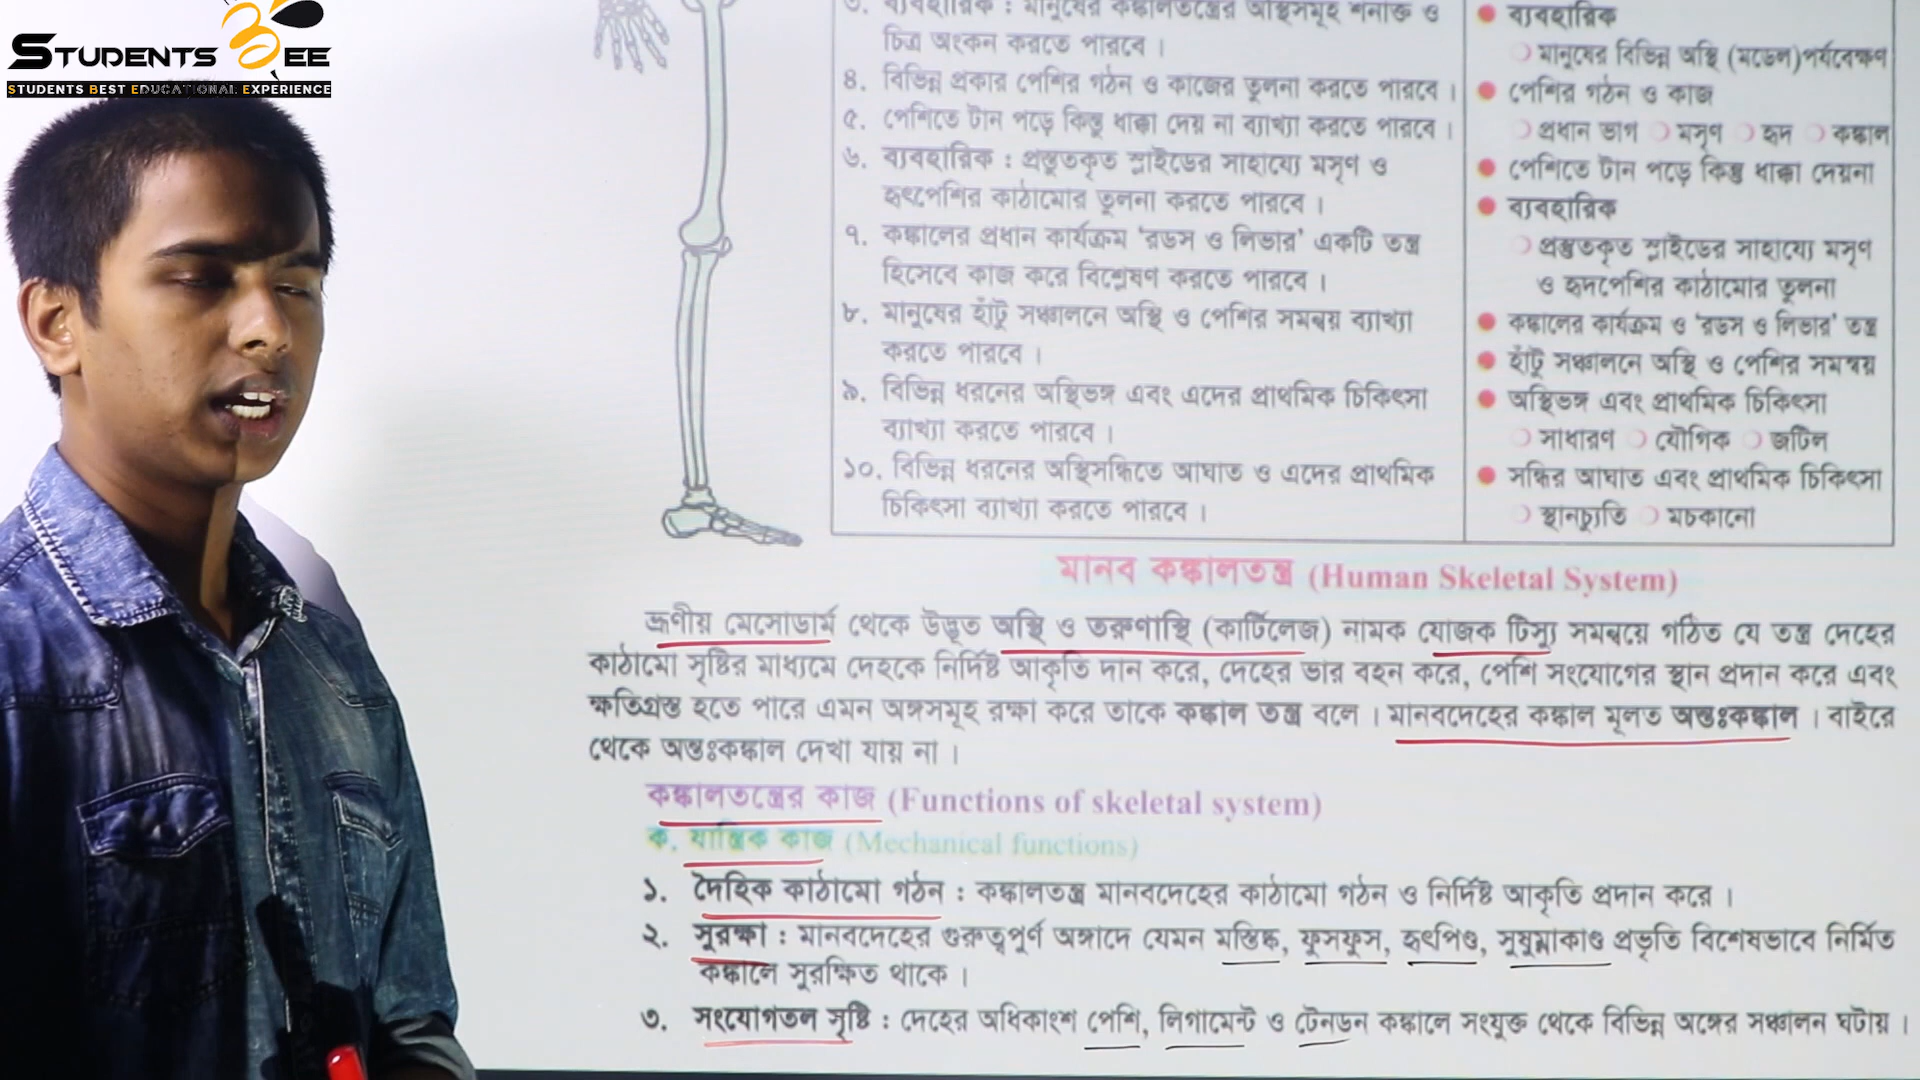 STUDENTS BEE
STUDENTS BEST EDUCATIONAL EXPERIENCE
৩. ব্যবহারিক : মানুষের কঙ্কালতন্ত্রের অস্থিসমূহ শনাক্ত ও
চিত্র অংকন করতে পারবে।
৪. বিভিন্ন প্রকার পেশির গঠন ও কাজের তুলনা করতে পারবে।
৫. পেশিতে টান পড়ে কিন্তু ধাক্কা দেয় না ব্যাখ্যা করতে পারবে।
৬. ব্যবহারিক : প্রস্তুতকৃত স্লাইডের সাহায্যে মসৃণ ও
হৃৎপেশির কাঠামোর তুলনা করতে পারবে।
৭. কঙ্কালের প্রধান কার্যক্রম ‘রডস ও লিভার’ একটি তন্ত্র
হিসেবে কাজ করে বিশ্লেষণ করতে পারবে।
৮. মানুষের হাঁটু সঞ্চালনে অস্থি ও পেশির সমন্বয় ব্যাখ্যা
করতে পারবে।
৯. বিভিন্ন ধরনের অস্থিভঙ্গ এবং এদের প্রাথমিক চিকিৎসা
ব্যাখ্যা করতে পারবে।
১০. বিভিন্ন ধরনের অস্থিসন্ধিতে আঘাত ও এদের প্রাথমিক
চিকিৎসা ব্যাখ্যা করতে পারবে।
● ব্যবহারিক
○ মানুষের বিভিন্ন অস্থি (মডেল)পর্যবেক্ষণ
● পেশির গঠন ও কাজ
○ প্রধান ভাগ ○ মসৃণ ○ হৃদ ○ কঙ্কাল
● পেশিতে টান পড়ে কিন্তু ধাক্কা দেয়না
● ব্যবহারিক
○ প্রস্তুতকৃত স্লাইডের সাহায্যে মসৃণ
ও হৃদপেশির কাঠামোর তুলনা
● কঙ্কালের কার্যক্রম ও ‘রডস ও লিভার’ তন্ত্র
● হাঁটু সঞ্চালনে অস্থি ও পেশির সমন্বয়
● অস্থিভঙ্গ এবং প্রাথমিক চিকিৎসা
○ সাধারণ ○ যৌগিক ○ জটিল
● সন্ধির আঘাত এবং প্রাথমিক চিকিৎসা
○ স্থানচ্যুতি ○ মচকানো
মানব কঙ্কালতন্ত্র (Human Skeletal System)
ভ্রূণীয় মেসোডার্ম থেকে উদ্ভূত অস্থি ও তরুণাস্থি (কার্টিলেজ) নামক যোজক টিস্যু সমন্বয়ে গঠিত যে তন্ত্র দেহের
কাঠামো সৃষ্টির মাধ্যমে দেহকে নির্দিষ্ট আকৃতি দান করে, দেহের ভার বহন করে, পেশি সংযোগের স্থান প্রদান করে এবং
ক্ষতিগ্রস্ত হতে পারে এমন অঙ্গসমূহ রক্ষা করে তাকে কঙ্কাল তন্ত্র বলে। মানবদেহের কঙ্কাল মূলত অন্তঃকঙ্কাল। বাইরে
থেকে অন্তঃকঙ্কাল দেখা যায় না।
কঙ্কালতন্ত্রের কাজ (Functions of skeletal system)
ক. যান্ত্রিক কাজ (Mechanical functions)
১. দৈহিক কাঠামো গঠন : কঙ্কালতন্ত্র মানবদেহের কাঠামো গঠন ও নির্দিষ্ট আকৃতি প্রদান করে।
২. সুরক্ষা : মানবদেহের গুরুত্বপূর্ণ অঙ্গাদে যেমন মস্তিষ্ক, ফুসফুস, হৃৎপিণ্ড, সুষুম্নাকাণ্ড প্রভৃতি বিশেষভাবে নির্মিত
কঙ্কালে সুরক্ষিত থাকে।
৩. সংযোগতল সৃষ্টি : দেহের অধিকাংশ পেশি, লিগামেন্ট ও টেনডন কঙ্কালে সংযুক্ত থেকে বিভিন্ন অঙ্গের সঞ্চালন ঘটায়।